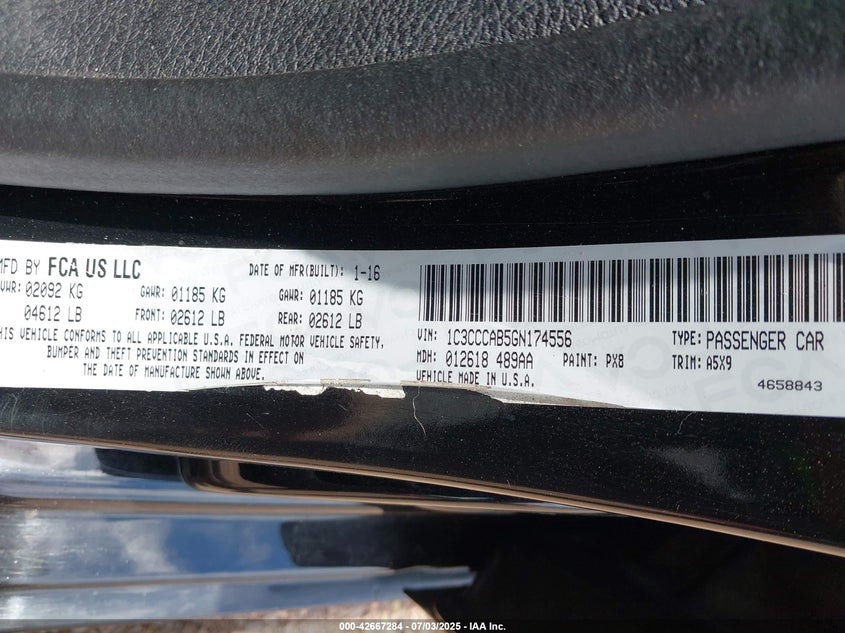 MFD BY FCA US LLC DATE OF MFR(BUILT): 1-16
GVWR: 02092 KG GAWR: 01185 KG GAWR: 01185 KG
04612 LB FRONT: 02612 LB REAR: 02612 LB
THIS VEHICLE CONFORMS TO ALL APPLICABLE U.S.A. FEDERAL MOTOR VEHICLE SAFETY,
BUMPER AND THEFT PREVENTION STANDARDS IN EFFECT ON
THE DATE OF MANUFACTURE SHOWN ABOVE.
VIN: 1C3CCCAB5GN174556 TYPE: PASSENGER CAR
MDH: 012618 489AA PAINT: PX8 TRIM: A5X9
VEHICLE MADE IN U.S.A. 4658843
000-42667284 | 07/03/2025 - IAA Inc.